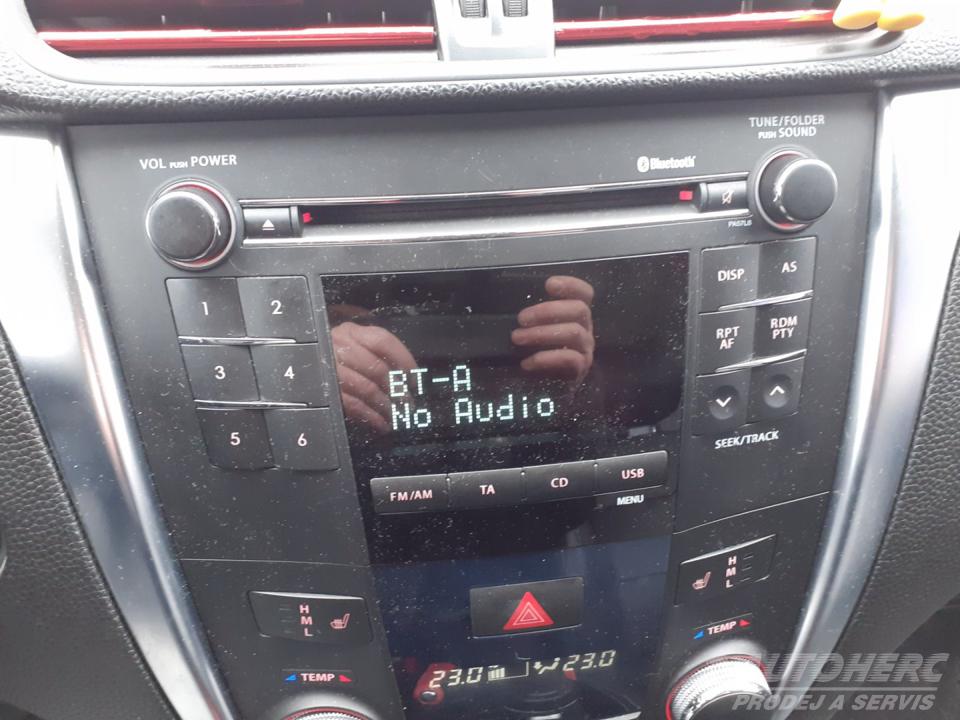 TUNE/FOLDER
PUSH SOUND
VOL PUSH POWER
Bluetooth
PA67L6
DISP
AS
1
2
RPT
AF
RDM
PTY
3
4
5
6
BT-A
No Audio
SEEK/TRACK
FM/AM
TA
CD
USB
MENU
H
M
L
H
M
L
TEMP
TEMP
23.0
23.0
AUTOHERC
PRODEJ A SERVIS